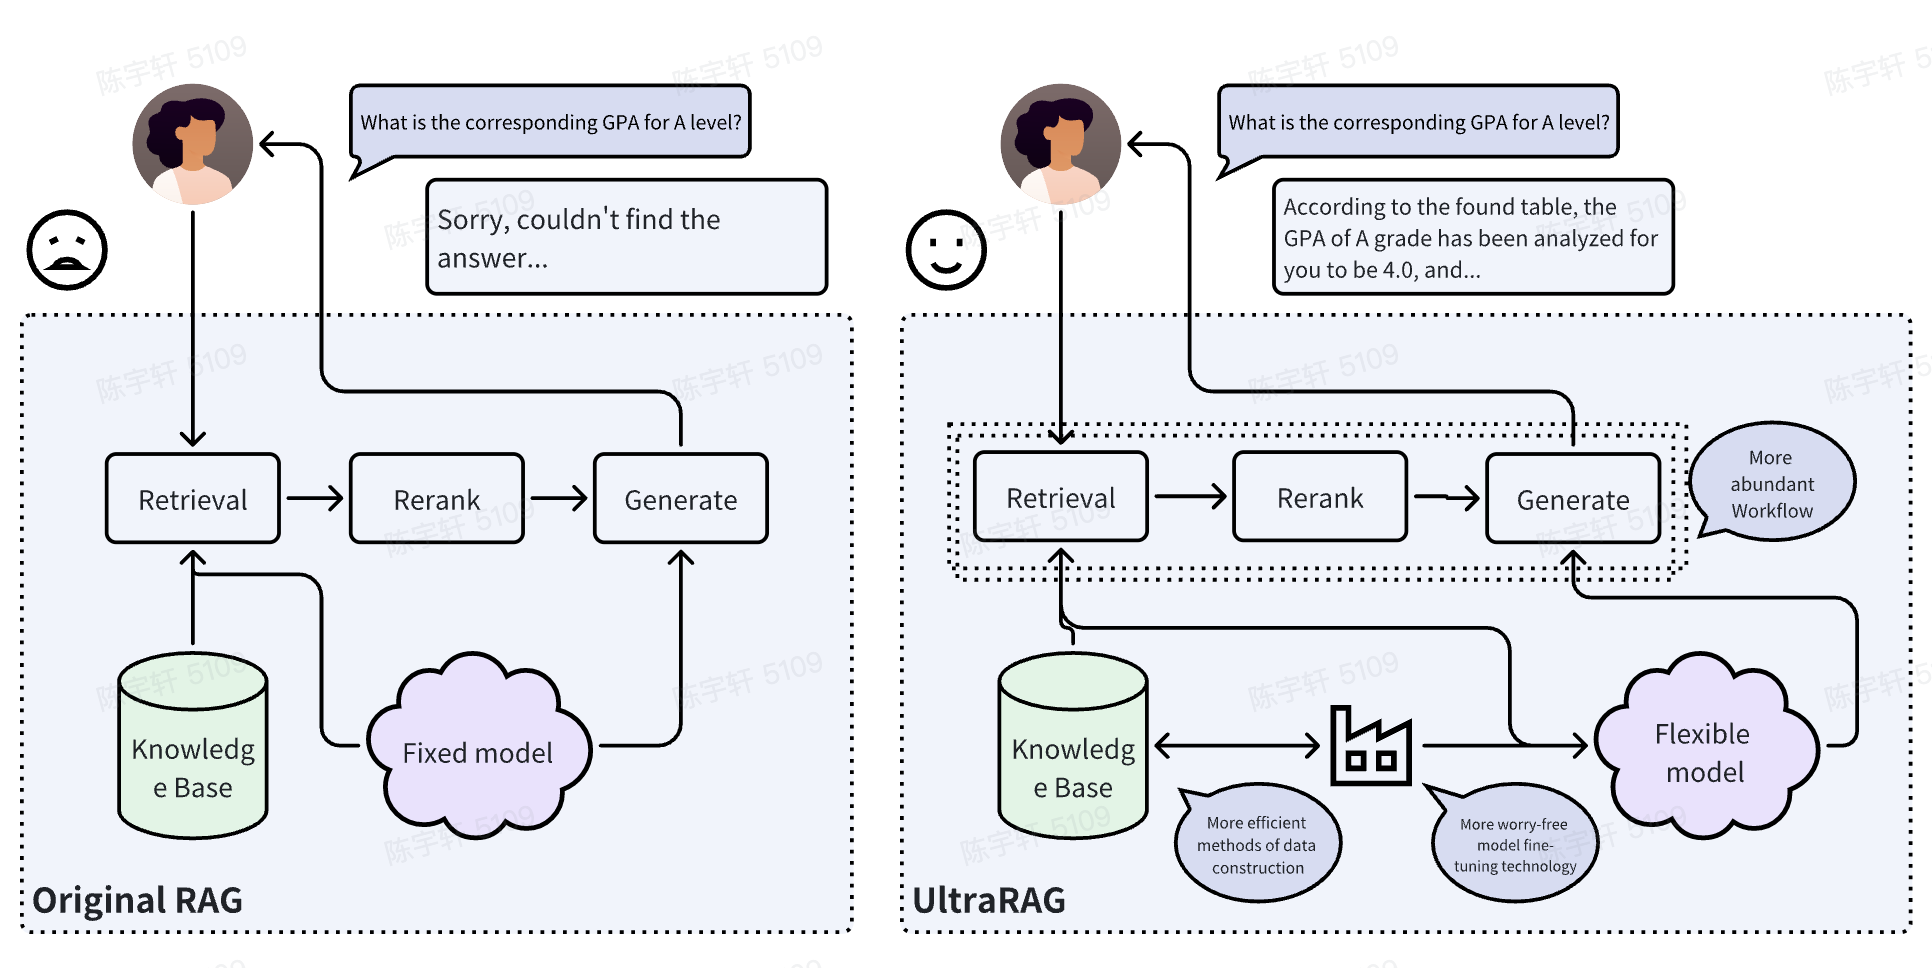 What is the corresponding GPA for A level?
Sorry, couldn't find the
answer...
Retrieval
Rerank
Generate
Knowledg
e Base
Fixed model
Original RAG
What is the corresponding GPA for A level?
According to the found table, the
GPA of A grade has been analyzed for
you to be 4.0, and...
Retrieval
Rerank
Generate
More
abundant
Workflow
Knowledg
e Base
Flexible
model
More efficient
methods of data
construction
More worry-free
model fine-
tuning technology
UltraRAG
陈宇轩 5109